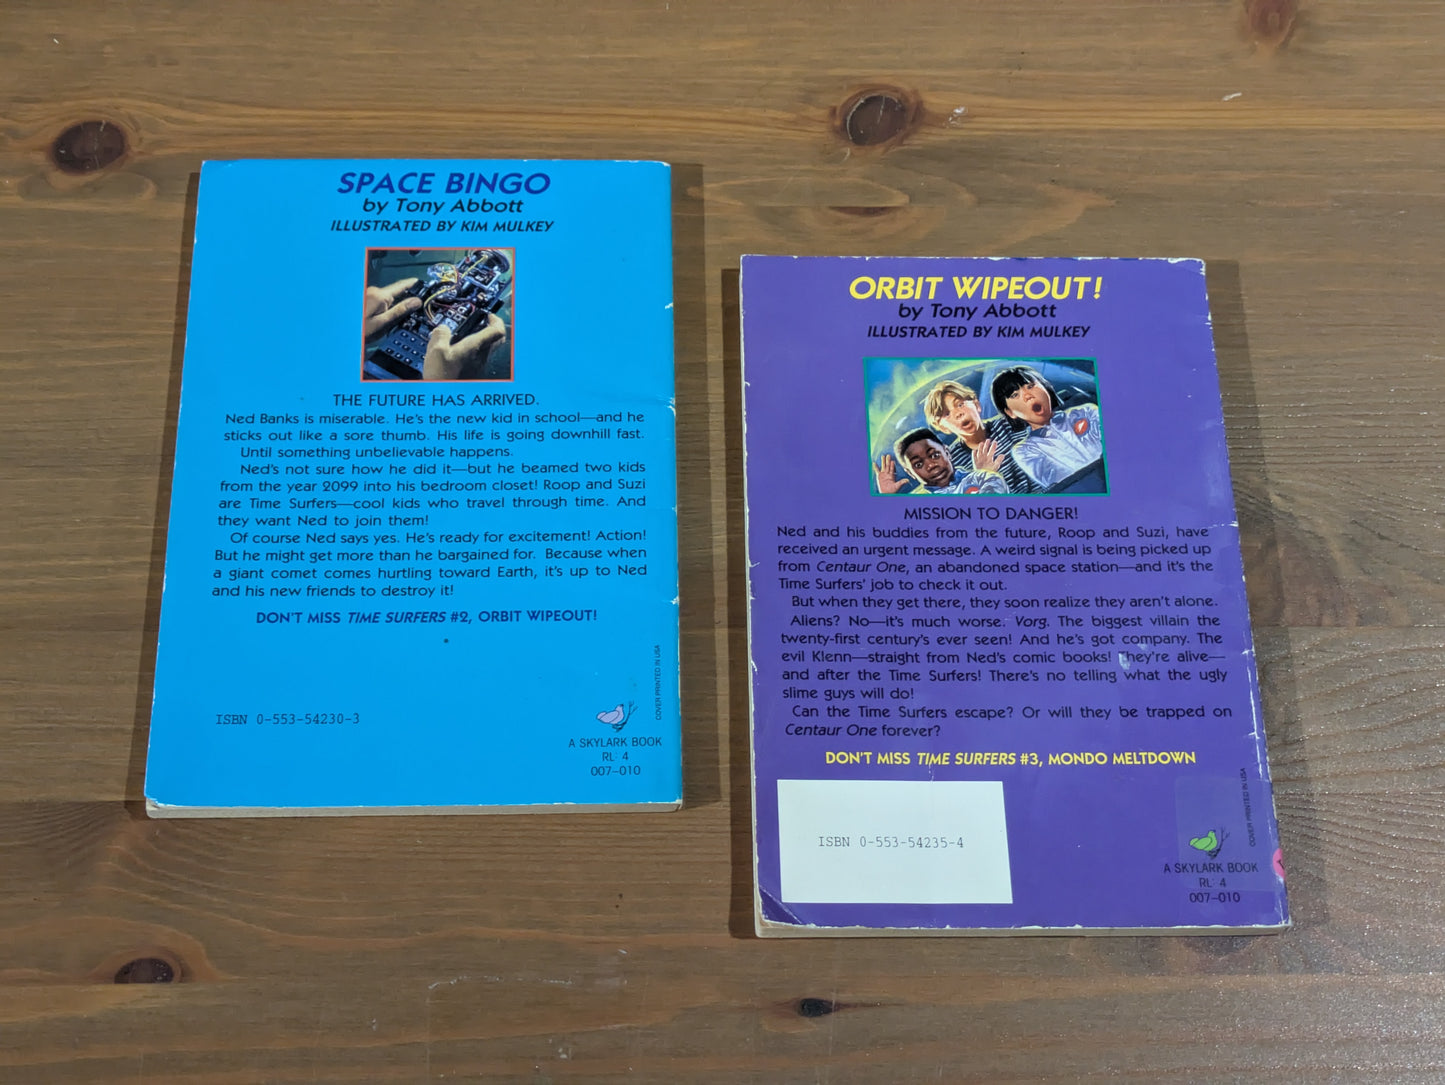 SPACE BINGO
by Tony Abbott
ILLUSTRATED BY KIM MULKEY
THE FUTURE HAS ARRIVED.
Ned Banks is miserable. He's the new kid in school—and he
sticks out like a sore thumb. His life is going downhill fast.
Until something unbelievable happens.
Ned's not sure how he did it—but he beamed two kids
from the year 2099 into his bedroom closet! Roop and Suzi
are Time Surfers—cool kids who travel through time. And
they want Ned to join them!
Of course Ned says yes. He's ready for excitement! Action!
But he might get more than he bargained for. Because when
a giant comet comes hurtling toward Earth, it's up to Ned
and his new friends to destroy it!
DON'T MISS TIME SURFERS #2, ORBIT WIPEOUT!
ISBN 0-553-54230-3
COVER PRINTED IN USA
A SKYLARK BOOK
RL: 4
007-010
ORBIT WIPEOUT!
by Tony Abbott
ILLUSTRATED BY KIM MULKEY
MISSION TO DANGER!
Ned and his buddies from the future, Roop and Suzi, have
received an urgent message. A weird signal is being picked up
from Centaur One, an abandoned space station—and it's the
Time Surfers' job to check it out.
But when they get there, they soon realize they aren't alone.
Aliens? No—it's much worse. Vorg. The biggest villain the
twenty-first century's ever seen! And he's got company. The
evil Klenn—straight from Ned's comic books! They're alive—
and after the Time Surfers! There's no telling what the ugly
slime guys will do!
Can the Time Surfers escape? Or will they be trapped on
Centaur One forever?
DON'T MISS TIME SURFERS #3, MONDO MELTDOWN
ISBN 0-553-54235-4
COVER PRINTED IN USA
A SKYLARK BOOK
RL: 4
007-010